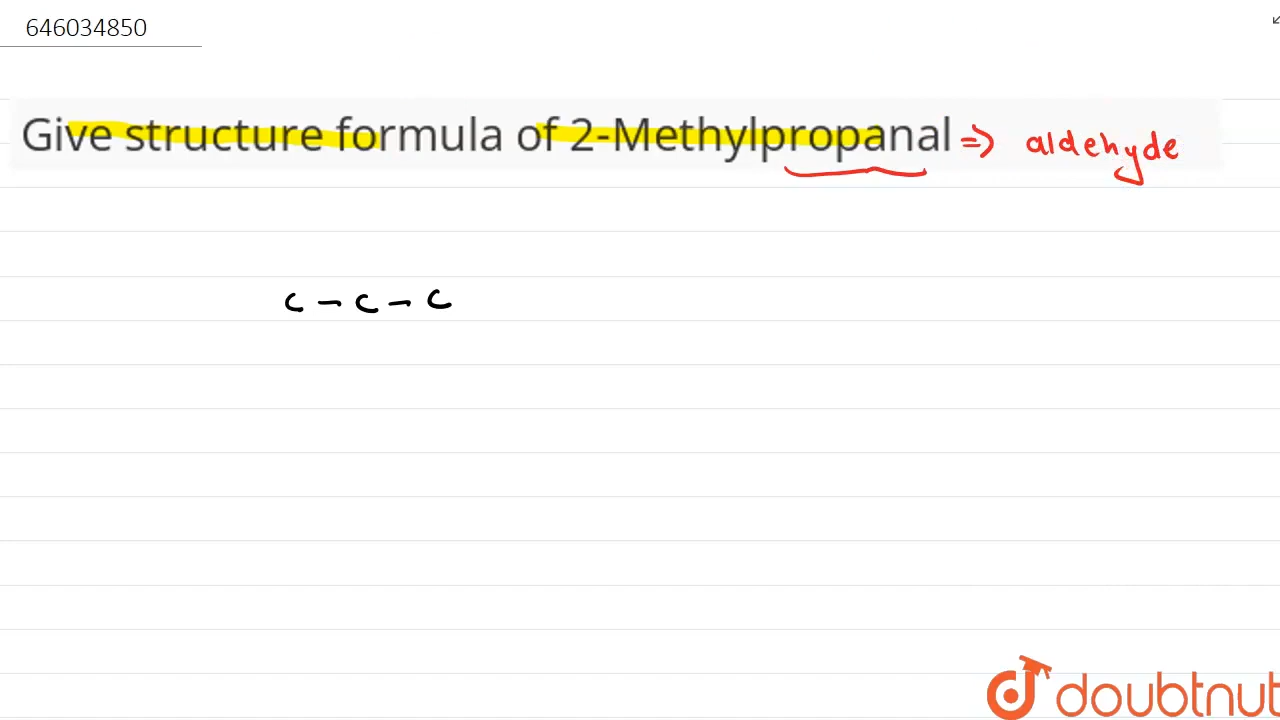 646034850
Give structure formula of 2-Methylpropanal => aldehyde
c - c - c
doubtnut